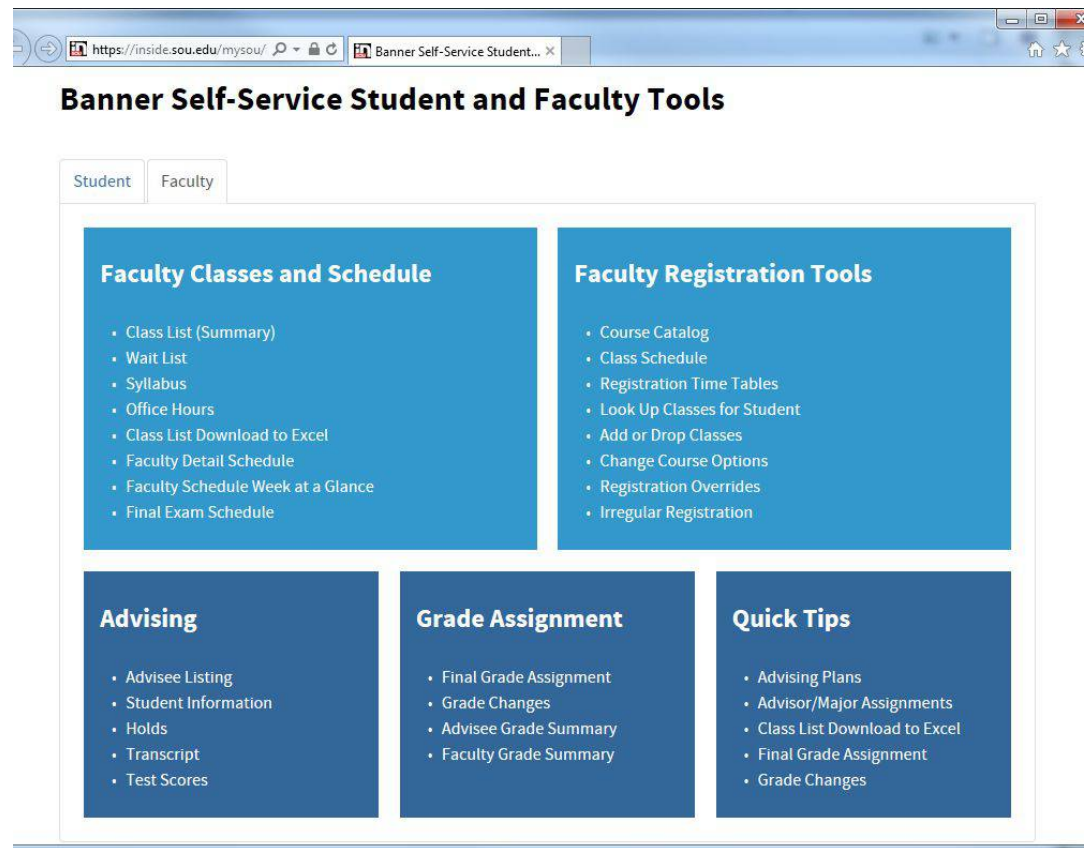 https://inside.sou.edu/mysou/
Banner Self-Service Student...
Banner Self-Service Student and Faculty Tools
Student
Faculty
Faculty Classes and Schedule
• Class List (Summary)
• Wait List
• Syllabus
• Office Hours
• Class List Download to Excel
• Faculty Detail Schedule
• Faculty Schedule Week at a Glance
• Final Exam Schedule
Faculty Registration Tools
• Course Catalog
• Class Schedule
• Registration Time Tables
• Look Up Classes for Student
• Add or Drop Classes
• Change Course Options
• Registration Overrides
• Irregular Registration
Advising
• Advisee Listing
• Student Information
• Holds
• Transcript
• Test Scores
Grade Assignment
• Final Grade Assignment
• Grade Changes
• Advisee Grade Summary
• Faculty Grade Summary
Quick Tips
• Advising Plans
• Advisor/Major Assignments
• Class List Download to Excel
• Final Grade Assignment
• Grade Changes